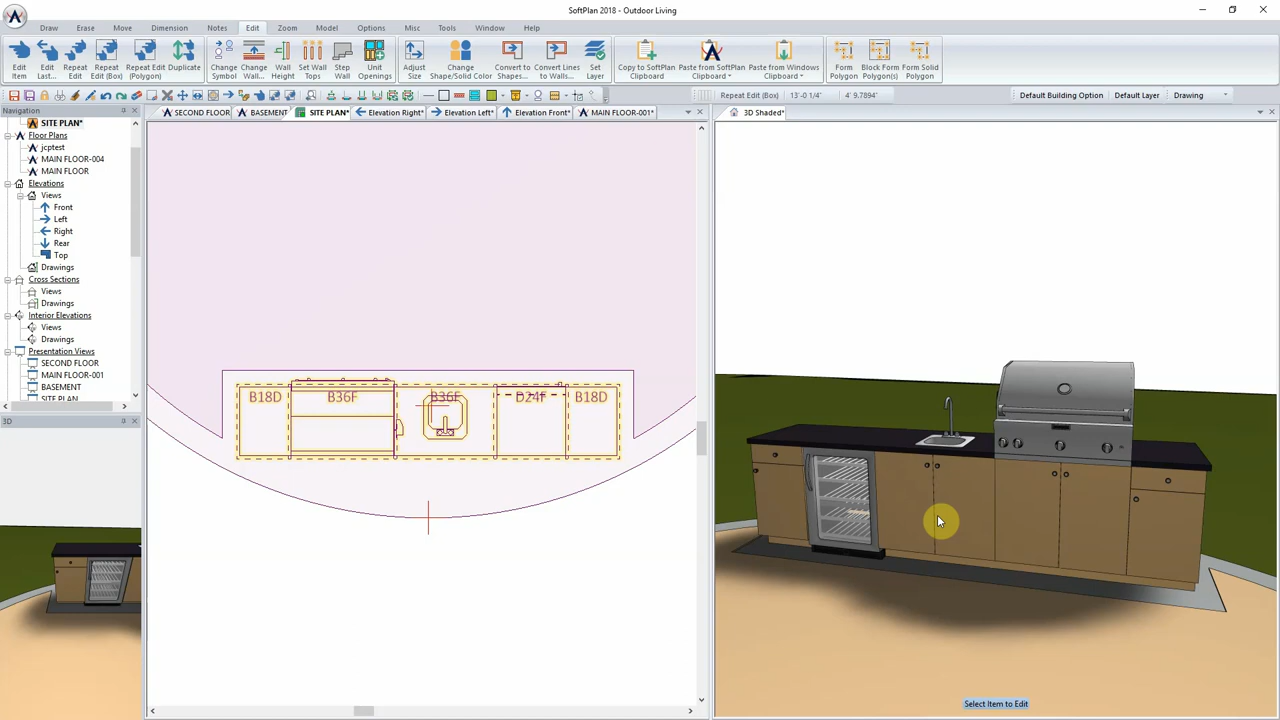 SoftPlan 2018 - Outdoor Living
Draw Erase Move Dimension Edit Zoom Model Options Misc Tools Window Help
Edit Item
Edit Last...
Repeat Edit
Repeat Edit (Box)
Repeat Edit (Polygon)
Duplicate
Change Symbol
Change Wall...
Wall Height
Set Wall Tops
Step Wall
Unit Openings
Adjust Size
Change Shape/Solid Color
Convert to Shapes...
Convert Lines to Walls...
Set Layer
Copy to SoftPlan Clipboard
Paste from SoftPlan Clipboard
Paste from Windows Clipboard
Form Polygon
Block Form Polygon(s)
Form Solid Polygon
Repeat Edit (Box) 13'-0 1/4" 4' 9.7894" Default Building Option Default Layer Drawing
Navigation
SECOND FLOOR BASEMENT SITE PLAN* Elevation Right* Elevation Left* Elevation Front* MAIN FLOOR-001*
3D Shaded*
SITE PLAN*
Floor Plans
jcptest
MAIN FLOOR-004
MAIN FLOOR
Elevations
Views
Front
Left
Right
Rear
Top
Drawings
Cross Sections
Views
Drawings
Interior Elevations
Views
Drawings
Presentation Views
SECOND FLOOR
MAIN FLOOR-001
BASEMENT
SITE PLAN
3D
B18D B36F B36F D24F B18D
Select Item to Edit